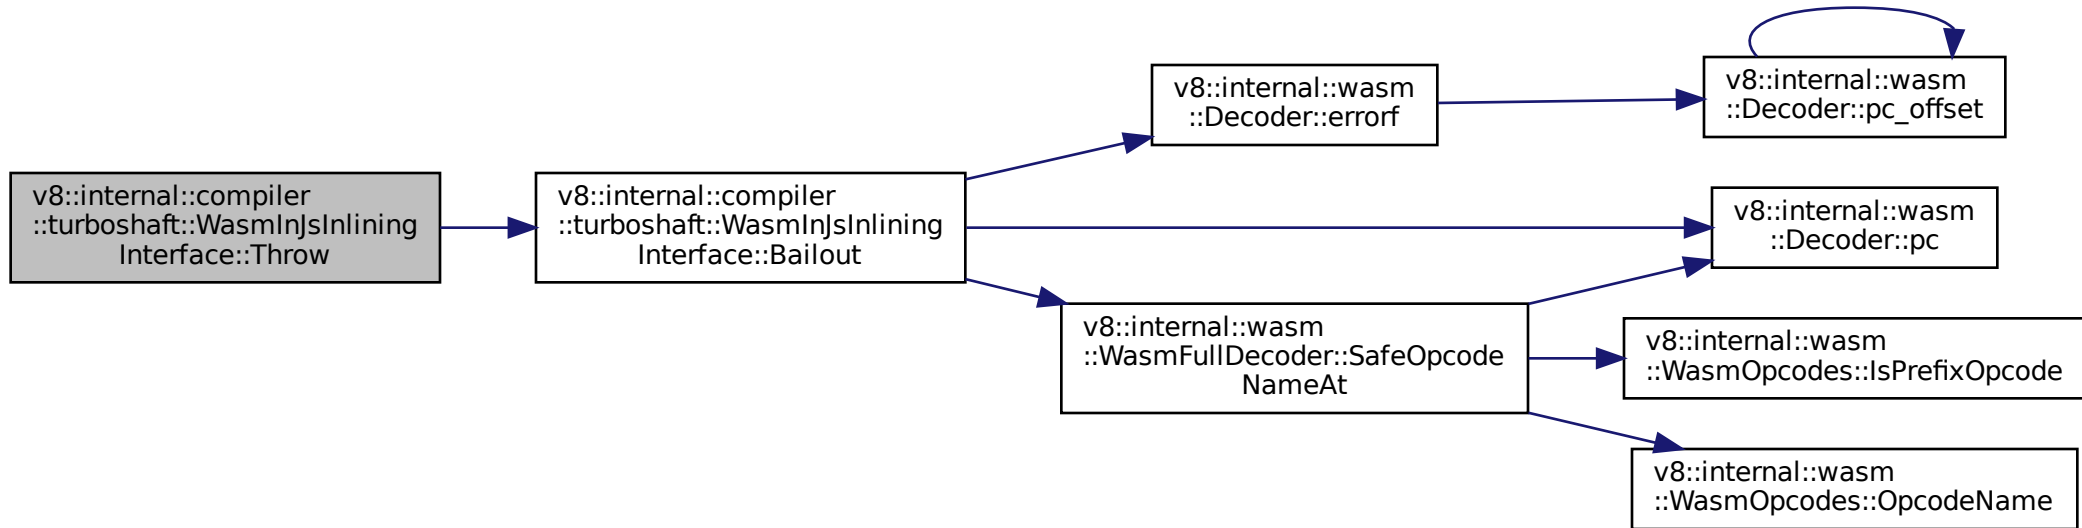 v8::internal::compiler
::turboshaft::WasmInJsInlining
Interface::Throw
v8::internal::compiler
::turboshaft::WasmInJsInlining
Interface::Bailout
v8::internal::wasm
::Decoder::errorf
v8::internal::wasm
::Decoder::pc_offset
v8::internal::wasm
::Decoder::pc
v8::internal::wasm
::WasmFullDecoder::SafeOpcode
NameAt
v8::internal::wasm
::WasmOpcodes::IsPrefixOpcode
v8::internal::wasm
::WasmOpcodes::OpcodeName